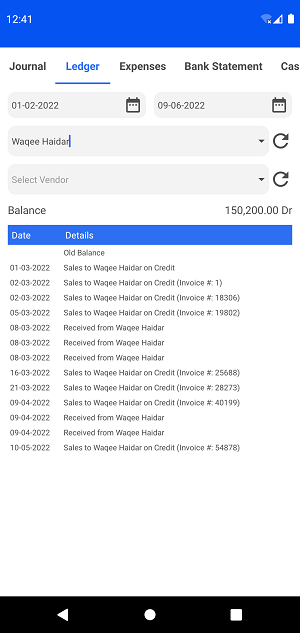 12:41
Journal Ledger Expenses Bank Statement Cas
01-02-2022 09-06-2022
Waqee Haidar
Select Vendor
Balance 150,200.00 Dr
Date Details
Old Balance
01-03-2022 Sales to Waqee Haidar on Credit
02-03-2022 Sales to Waqee Haidar on Credit (Invoice #: 1)
02-03-2022 Sales to Waqee Haidar on Credit (Invoice #: 18306)
05-03-2022 Sales to Waqee Haidar on Credit (Invoice #: 19802)
08-03-2022 Received from Waqee Haidar
08-03-2022 Received from Waqee Haidar
08-03-2022 Received from Waqee Haidar
16-03-2022 Sales to Waqee Haidar on Credit (Invoice #: 25688)
21-03-2022 Sales to Waqee Haidar on Credit (Invoice #: 28273)
09-04-2022 Sales to Waqee Haidar on Credit (Invoice #: 40199)
09-04-2022 Received from Waqee Haidar
09-04-2022 Received from Waqee Haidar
10-05-2022 Sales to Waqee Haidar on Credit (Invoice #: 54878)